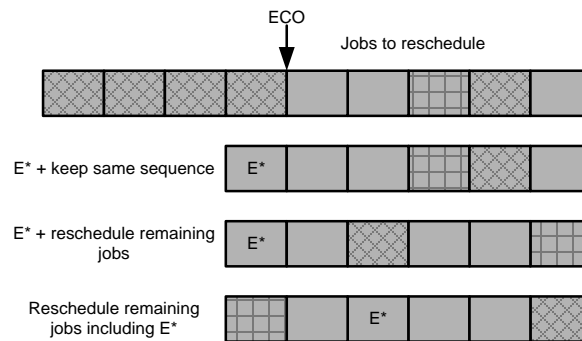 ECO
Jobs to reschedule
E* + keep same sequence
E*
E* + reschedule remaining
jobs
E*
Reschedule remaining
jobs including E*
E*